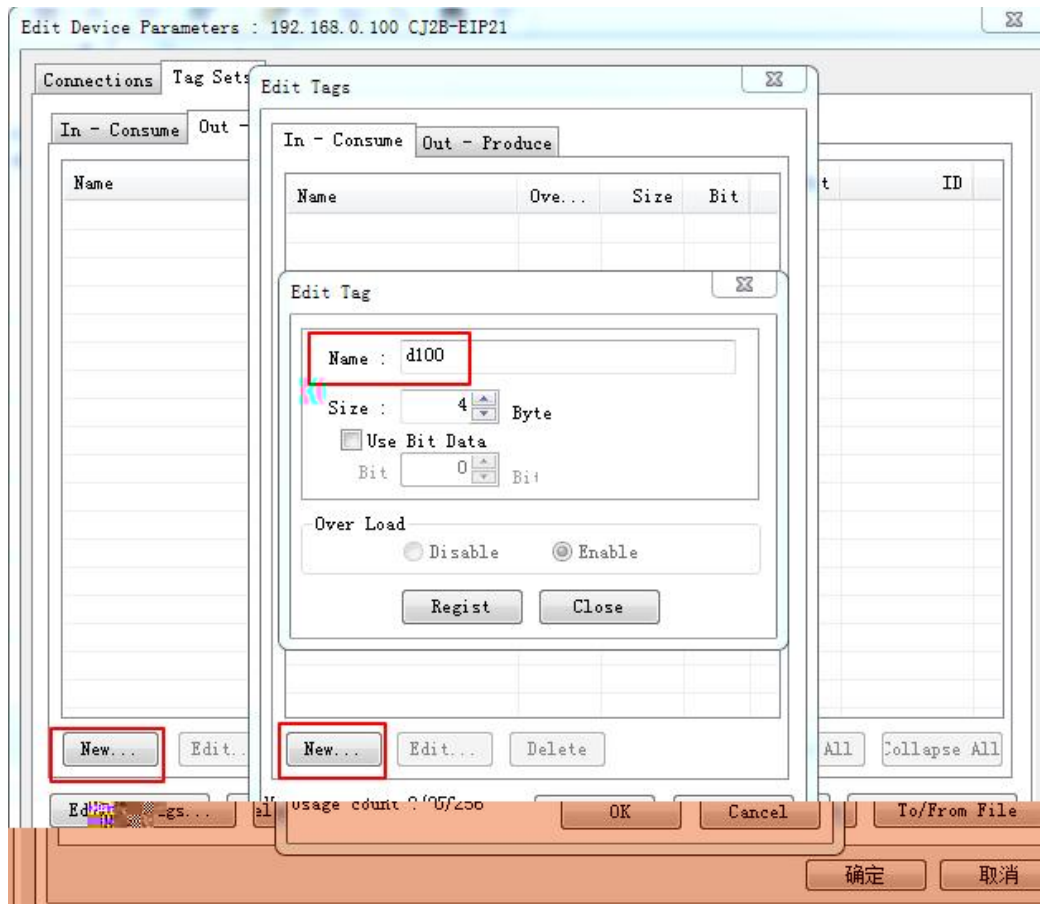 Edit Device Parameters : 192.168.0.100 CJ2B-EIP21
Connections Tag Sets
Edit Tags
In - Consume Out -
In - Consume Out - Produce
Name
ID
Name Ove... Size Bit
Edit Tag
Name : d100
Size : 4 Byte
Use Bit Data
Bit 0 Bit
Over Load
Disable Enable
Regist Close
New... Edit..
New... Edit... Delete
All Collapse All
Usage count
OK Cancel
To/From File
确定 取消